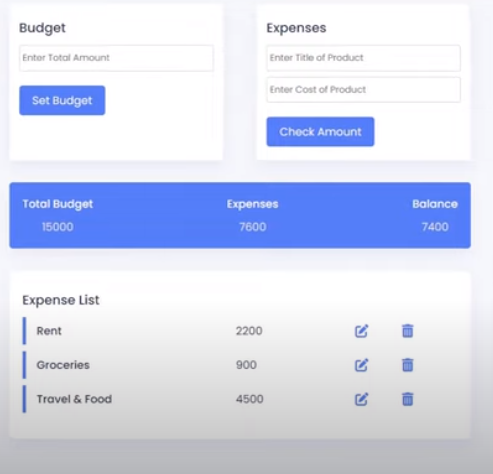 Budget
Enter Total Amount
Set Budget
Expenses
Enter Title of Product
Enter Cost of Product
Check Amount
Total Budget Expenses Balance
15000 7600 7400
Expense List
Rent 2200
Groceries 900
Travel & Food 4500